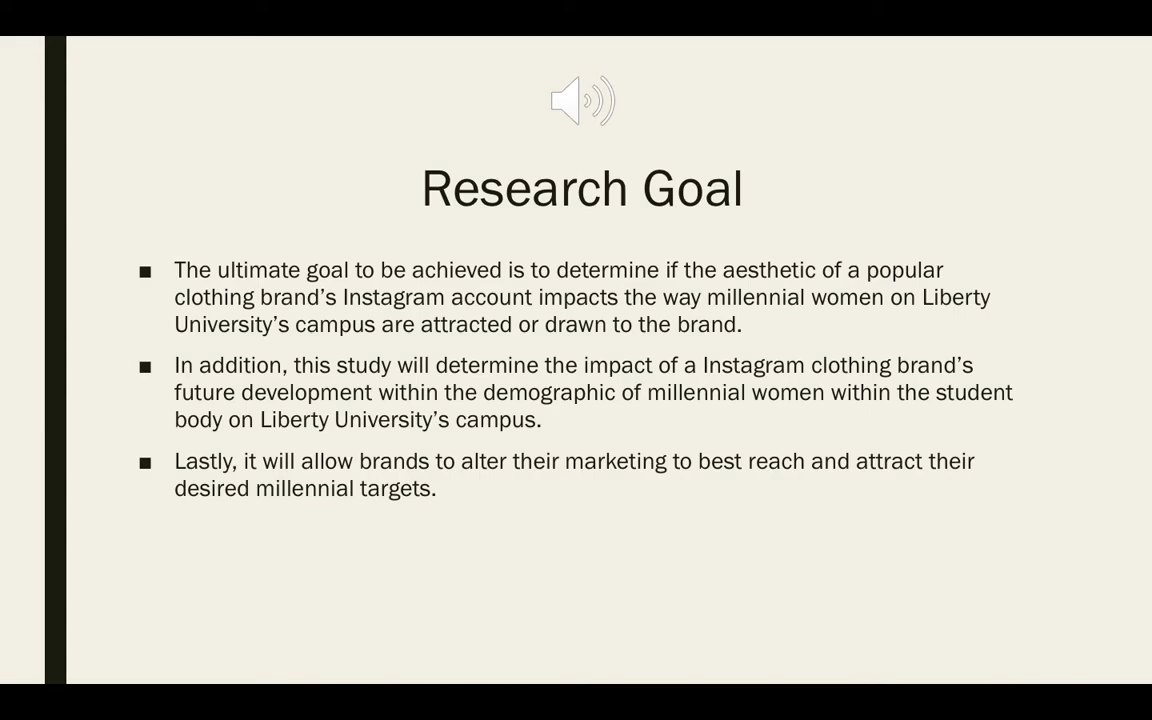 Research Goal
■ The ultimate goal to be achieved is to determine if the aesthetic of a popular
clothing brand’s Instagram account impacts the way millennial women on Liberty
University’s campus are attracted or drawn to the brand.
■ In addition, this study will determine the impact of a Instagram clothing brand’s
future development within the demographic of millennial women within the student
body on Liberty University’s campus.
■ Lastly, it will allow brands to alter their marketing to best reach and attract their
desired millennial targets.